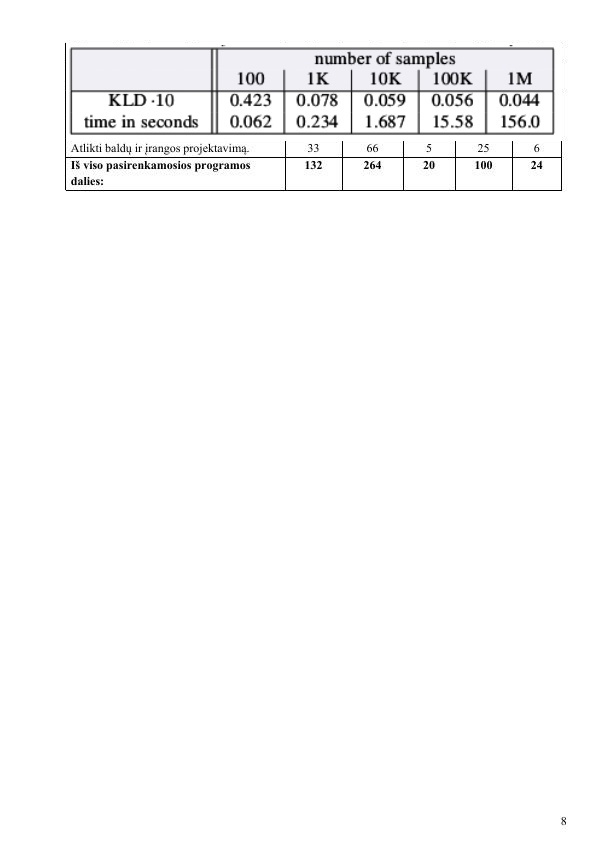 number of samples
100 1K 10K 100K 1M
KLD ·10 0.423 0.078 0.059 0.056 0.044
time in seconds 0.062 0.234 1.687 15.58 156.0
Atlikti baldų ir įrangos projektavimą. 33 66 5 25 6
Iš viso pasirenkamosios programos 132 264 20 100 24
dalies:
8